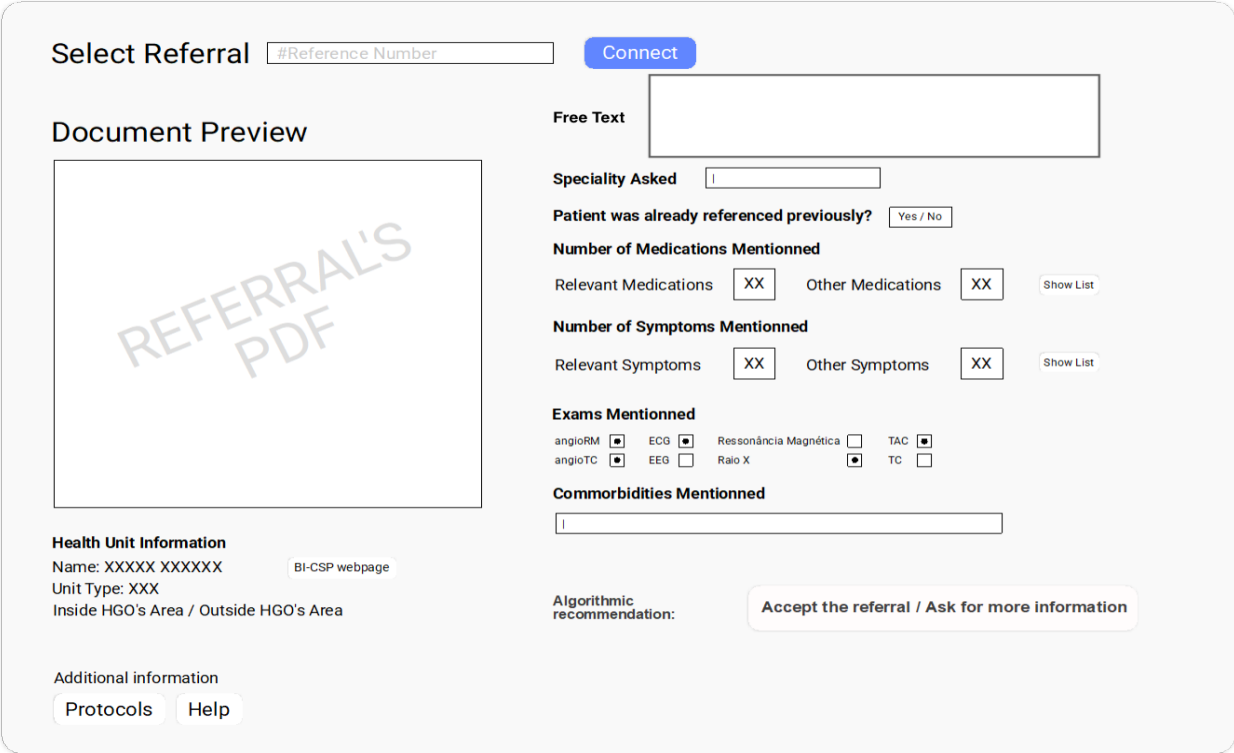 Select Referral #Reference Number Connect
Document Preview
REFERRAL'S
PDF
Health Unit Information
Name: XXXXX XXXXXX BI-CSP webpage
Unit Type: XXX
Inside HGO's Area / Outside HGO's Area
Additional information
Protocols Help
Free Text
Speciality Asked
Patient was already referenced previously? Yes / No
Number of Medications Mentionned
Relevant Medications XX Other Medications XX Show List
Number of Symptoms Mentionned
Relevant Symptoms XX Other Symptoms XX Show List
Exams Mentionned
angioRM ECG Ressonância Magnética TAC
angioTC EEG Raio X TC
Commorbidities Mentionned
Algorithmic
recommendation:
Accept the referral / Ask for more information